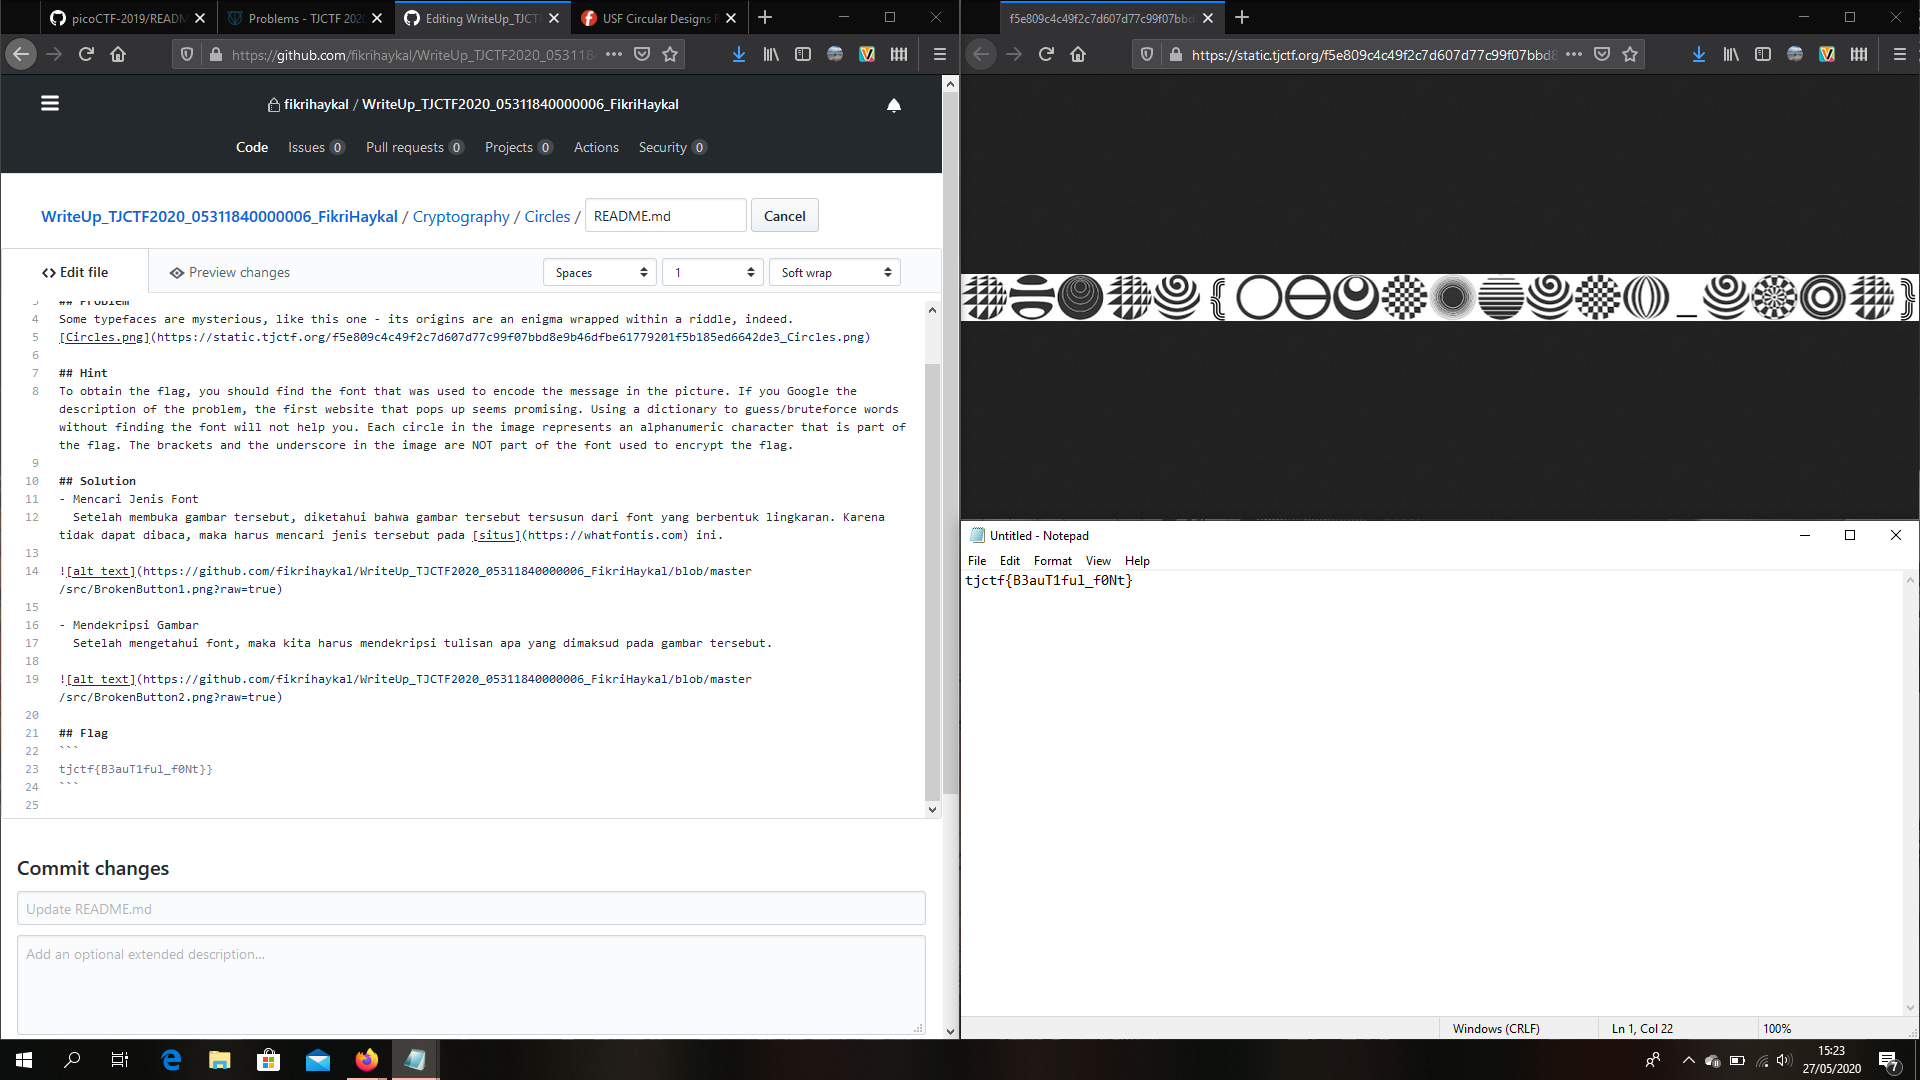 picoCTF-2019/README
Problems - TJCTF 202
Editing WriteUp_TJCT
USF Circular Designs
https://github.com/fikrihaykal/WriteUp_TJCTF2020_05311840000006
fikrihaykal / WriteUp_TJCTF2020_05311840000006_FikriHaykal
Code Issues 0 Pull requests 0 Projects 0 Actions Security 0
WriteUp_TJCTF2020_05311840000006_FikriHaykal / Cryptography / Circles / README.md Cancel
Edit file Preview changes Spaces 1 Soft wrap
3 ## Problem
4 Some typefaces are mysterious, like this one - its origins are an enigma wrapped within a riddle, indeed.
5 [Circles.png](https://static.tjctf.org/f5e809c4c49f2c7d607d77c99f07bbd8e9b46dfbe61779201f5b185ed6642de3_Circles.png)
6
7 ## Hint
8 To obtain the flag, you should find the font that was used to encode the message in the picture. If you Google the
description of the problem, the first website that pops up seems promising. Using a dictionary to guess/bruteforce words
without finding the font will not help you. Each circle in the image represents an alphanumeric character that is part of
the flag. The brackets and the underscore in the image are NOT part of the font used to encrypt the flag.
9
10 ## Solution
11 - Mencari Jenis Font
12 Setelah membuka gambar tersebut, diketahui bahwa gambar tersebut tersusun dari font yang berbentuk lingkaran. Karena
tidak dapat dibaca, maka harus mencari jenis tersebut pada [situs](https://whatfontis.com) ini.
13
14 ![alt text](https://github.com/fikrihaykal/WriteUp_TJCTF2020_05311840000006_FikriHaykal/blob/master
/src/BrokenButton1.png?raw=true)
15
16 - Mendekripsi Gambar
17 Setelah mengetahui font, maka kita harus mendekripsi tulisan apa yang dimaksud pada gambar tersebut.
18
19 ![alt text](https://github.com/fikrihaykal/WriteUp_TJCTF2020_05311840000006_FikriHaykal/blob/master
/src/BrokenButton2.png?raw=true)
20
21 ## Flag
22 ```
23 tjctf{B3auT1ful_f0Nt}}
24 ```
25
Commit changes
Update README.md
Add an optional extended description...
f5e809c4c49f2c7d607d77c99f07bbd
https://static.tjctf.org/f5e809c4c49f2c7d607d77c99f07bbd8
{ _ }
Untitled - Notepad
File Edit Format View Help
tjctf{B3auT1ful_f0Nt}
Windows (CRLF) Ln 1, Col 22 100%
15:23
27/05/2020
7